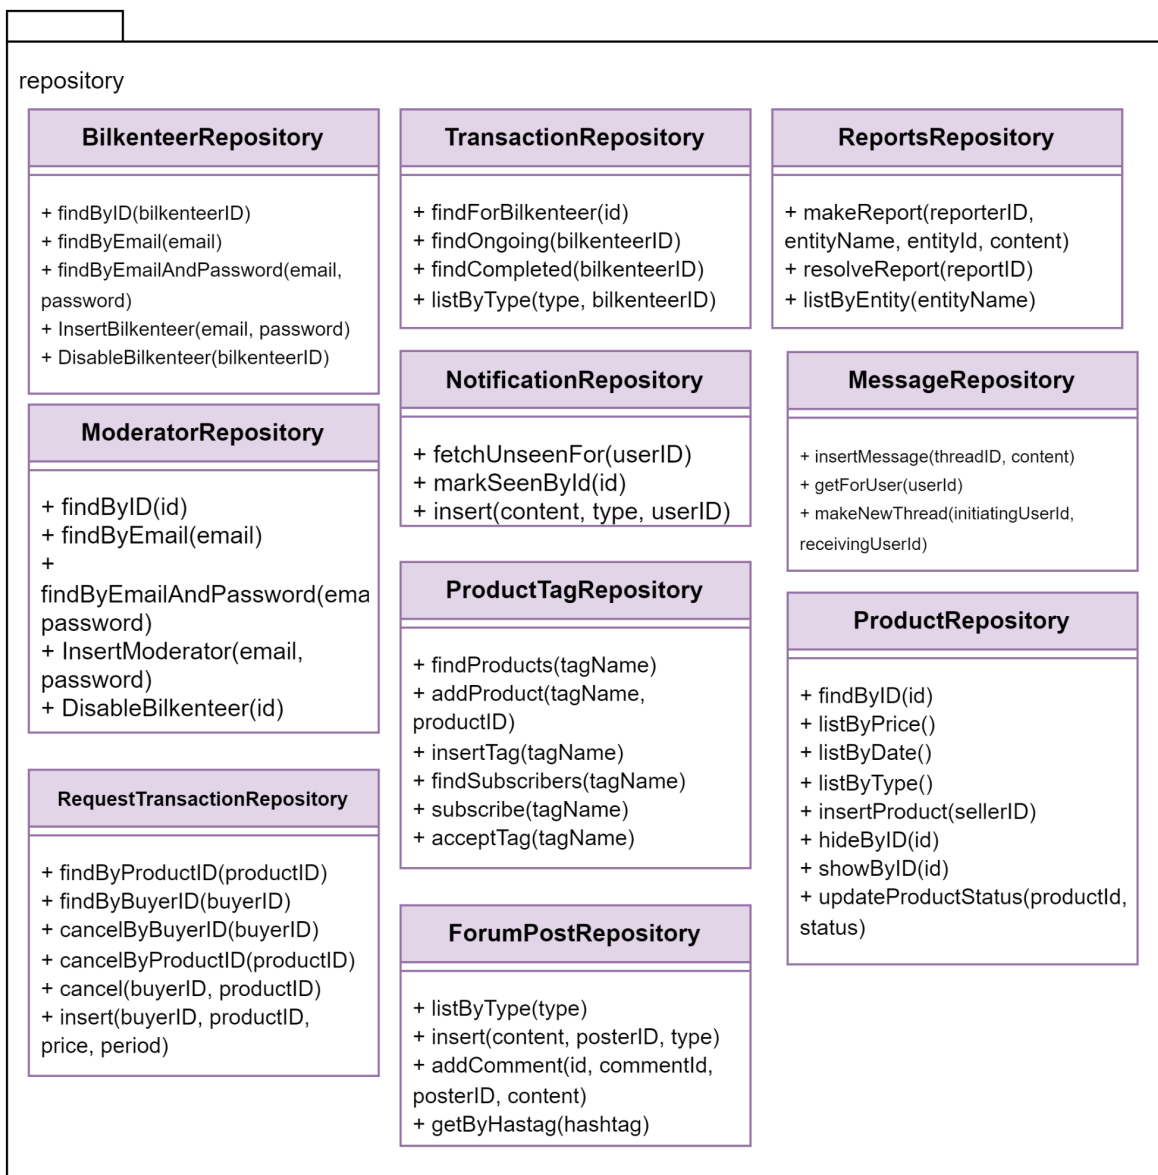 repository
BilkenteerRepository
+ findByID(bilkenteerID)
+ findByEmail(email)
+ findByEmailAndPassword(email,
password)
+ InsertBilkenteer(email, password)
+ DisableBilkenteer(bilkenteerID)
ModeratorRepository
+ findByID(id)
+ findByEmail(email)
+
findByEmailAndPassword(ema
password)
+ InsertModerator(email,
password)
+ DisableBilkenteer(id)
RequestTransactionRepository
+ findByProductID(productID)
+ findByBuyerID(buyerID)
+ cancelByBuyerID(buyerID)
+ cancelByProductID(productID)
+ cancel(buyerID, productID)
+ insert(buyerID, productID,
price, period)
TransactionRepository
+ findForBilkenteer(id)
+ findOngoing(bilkenteerID)
+ findCompleted(bilkenteerID)
+ listByType(type, bilkenteerID)
NotificationRepository
+ fetchUnseenFor(userID)
+ markSeenById(id)
+ insert(content, type, userID)
ProductTagRepository
+ findProducts(tagName)
+ addProduct(tagName,
productID)
+ insertTag(tagName)
+ findSubscribers(tagName)
+ subscribe(tagName)
+ acceptTag(tagName)
ForumPostRepository
+ listByType(type)
+ insert(content, posterID, type)
+ addComment(id, commentId,
posterID, content)
+ getByHastag(hashtag)
ReportsRepository
+ makeReport(reporterID,
entityName, entityId, content)
+ resolveReport(reportID)
+ listByEntity(entityName)
MessageRepository
+ insertMessage(threadID, content)
+ getForUser(userId)
+ makeNewThread(initiatingUserId,
receivingUserId)
ProductRepository
+ findByID(id)
+ listByPrice()
+ listByDate()
+ listByType()
+ insertProduct(sellerID)
+ hideByID(id)
+ showByID(id)
+ updateProductStatus(productId,
status)